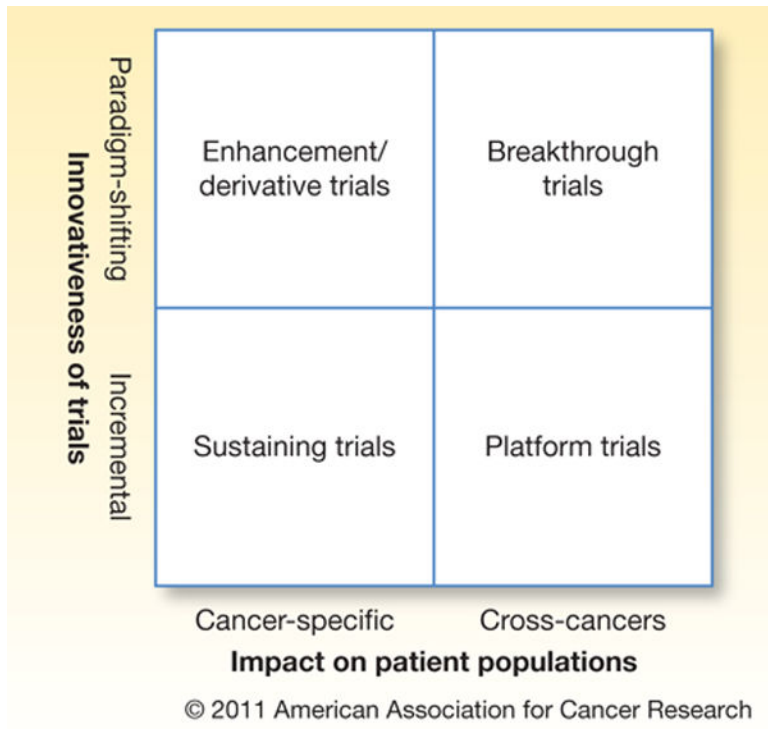 Innovativeness of trials
Paradigm-shifting
Incremental
Enhancement/
derivative trials
Breakthrough
trials
Sustaining trials
Platform trials
Cancer-specific
Cross-cancers
Impact on patient populations
© 2011 American Association for Cancer Research